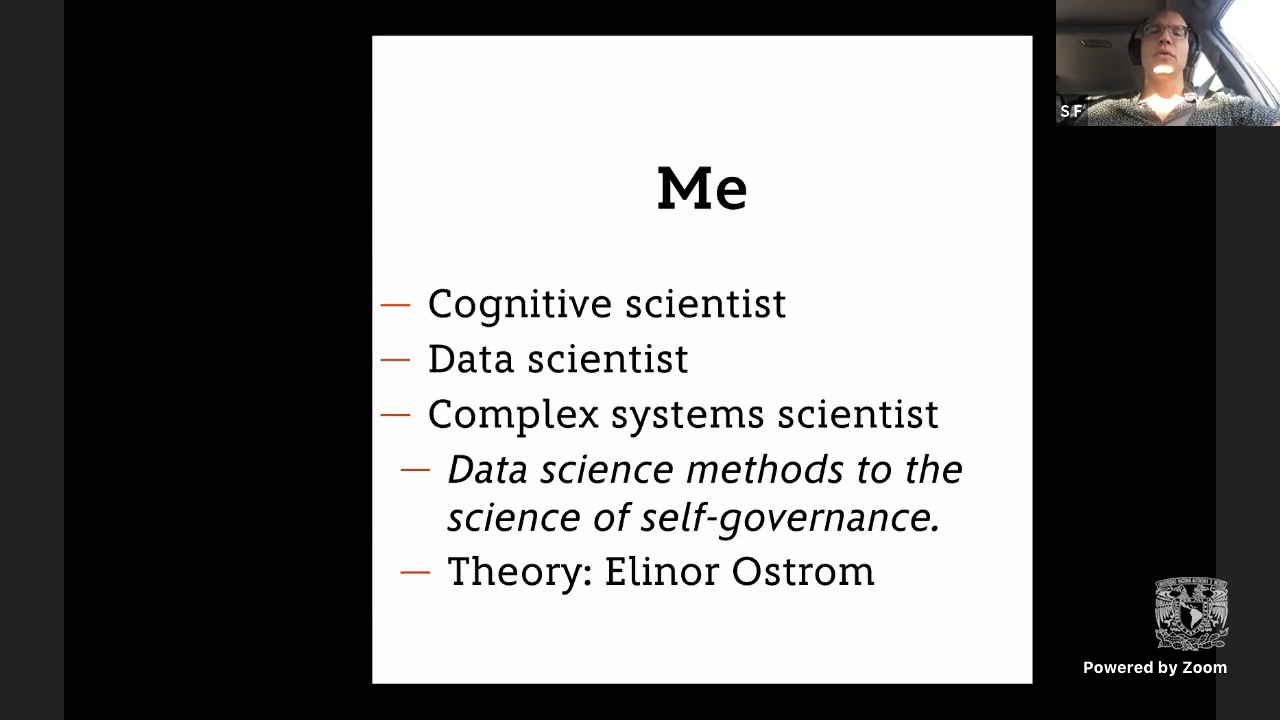 Me
— Cognitive scientist
— Data scientist
— Complex systems scientist
— Data science methods to the
science of self-governance.
— Theory: Elinor Ostrom
S F
Powered by Zoom